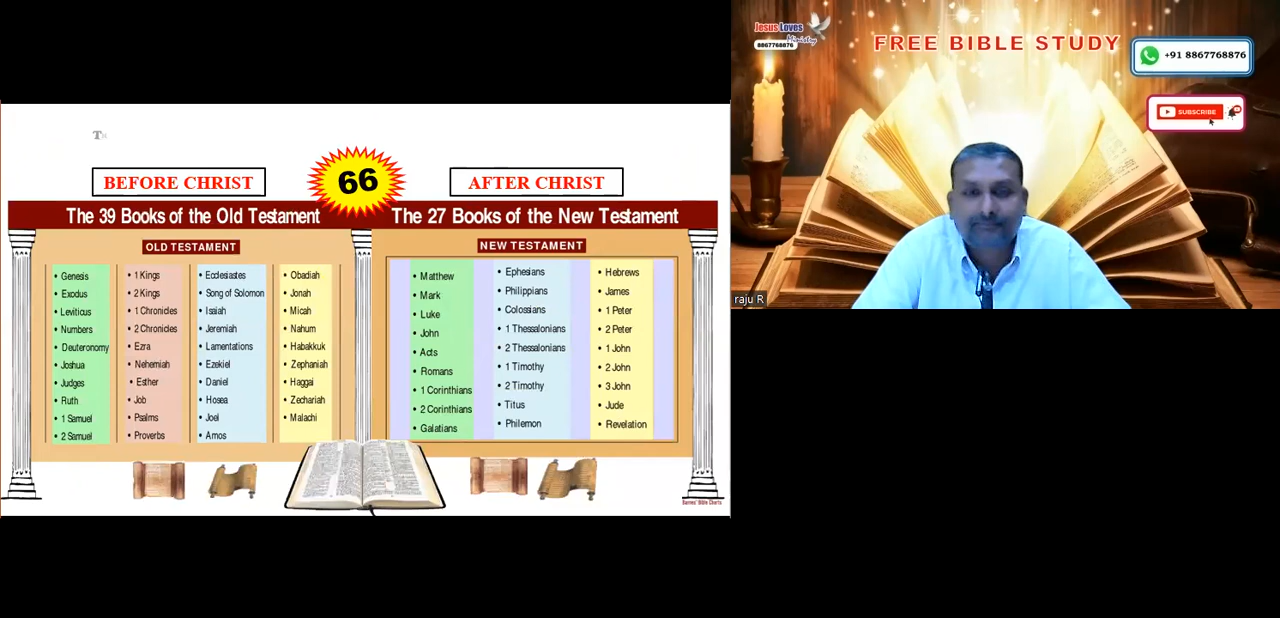 BEFORE CHRIST
66
AFTER CHRIST
The 39 Books of the Old Testament
The 27 Books of the New Testament
OLD TESTAMENT
• Genesis
• Exodus
• Leviticus
• Numbers
• Deuteronomy
• Joshua
• Judges
• Ruth
• 1 Samuel
• 2 Samuel
• 1 Kings
• 2 Kings
• 1 Chronicles
• 2 Chronicles
• Ezra
• Nehemiah
• Esther
• Job
• Psalms
• Proverbs
• Ecclesiastes
• Song of Solomon
• Isaiah
• Jeremiah
• Lamentations
• Ezekiel
• Daniel
• Hosea
• Joel
• Amos
• Obadiah
• Jonah
• Micah
• Nahum
• Habakkuk
• Zephaniah
• Haggai
• Zechariah
• Malachi
NEW TESTAMENT
• Matthew
• Mark
• Luke
• John
• Acts
• Romans
• 1 Corinthians
• 2 Corinthians
• Galatians
• Ephesians
• Philippians
• Colossians
• 1 Thessalonians
• 2 Thessalonians
• 1 Timothy
• 2 Timothy
• Titus
• Philemon
• Hebrews
• James
• 1 Peter
• 2 Peter
• 1 John
• 2 John
• 3 John
• Jude
• Revelation
Barnes' Bible Charts
Jesus Loves
Ministry
8867768876
FREE BIBLE STUDY
+91 8867768876
SUBSCRIBE
raju R